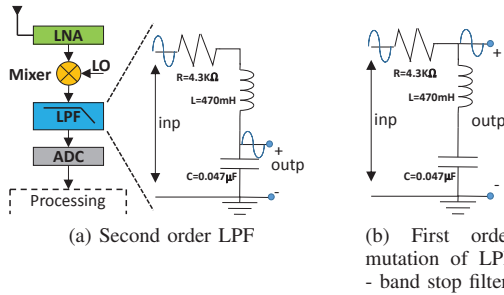 LNA
Mixer
LO
LPF
ADC
Processing
R=4.3KΩ
L=470mH
inp
+
outp
C=0.047µF
-
(a) Second order LPF
R=4.3KΩ
+
L=470mH
inp
outp
C=0.047µF
-
(b) First orde
mutation of LP
- band stop filter